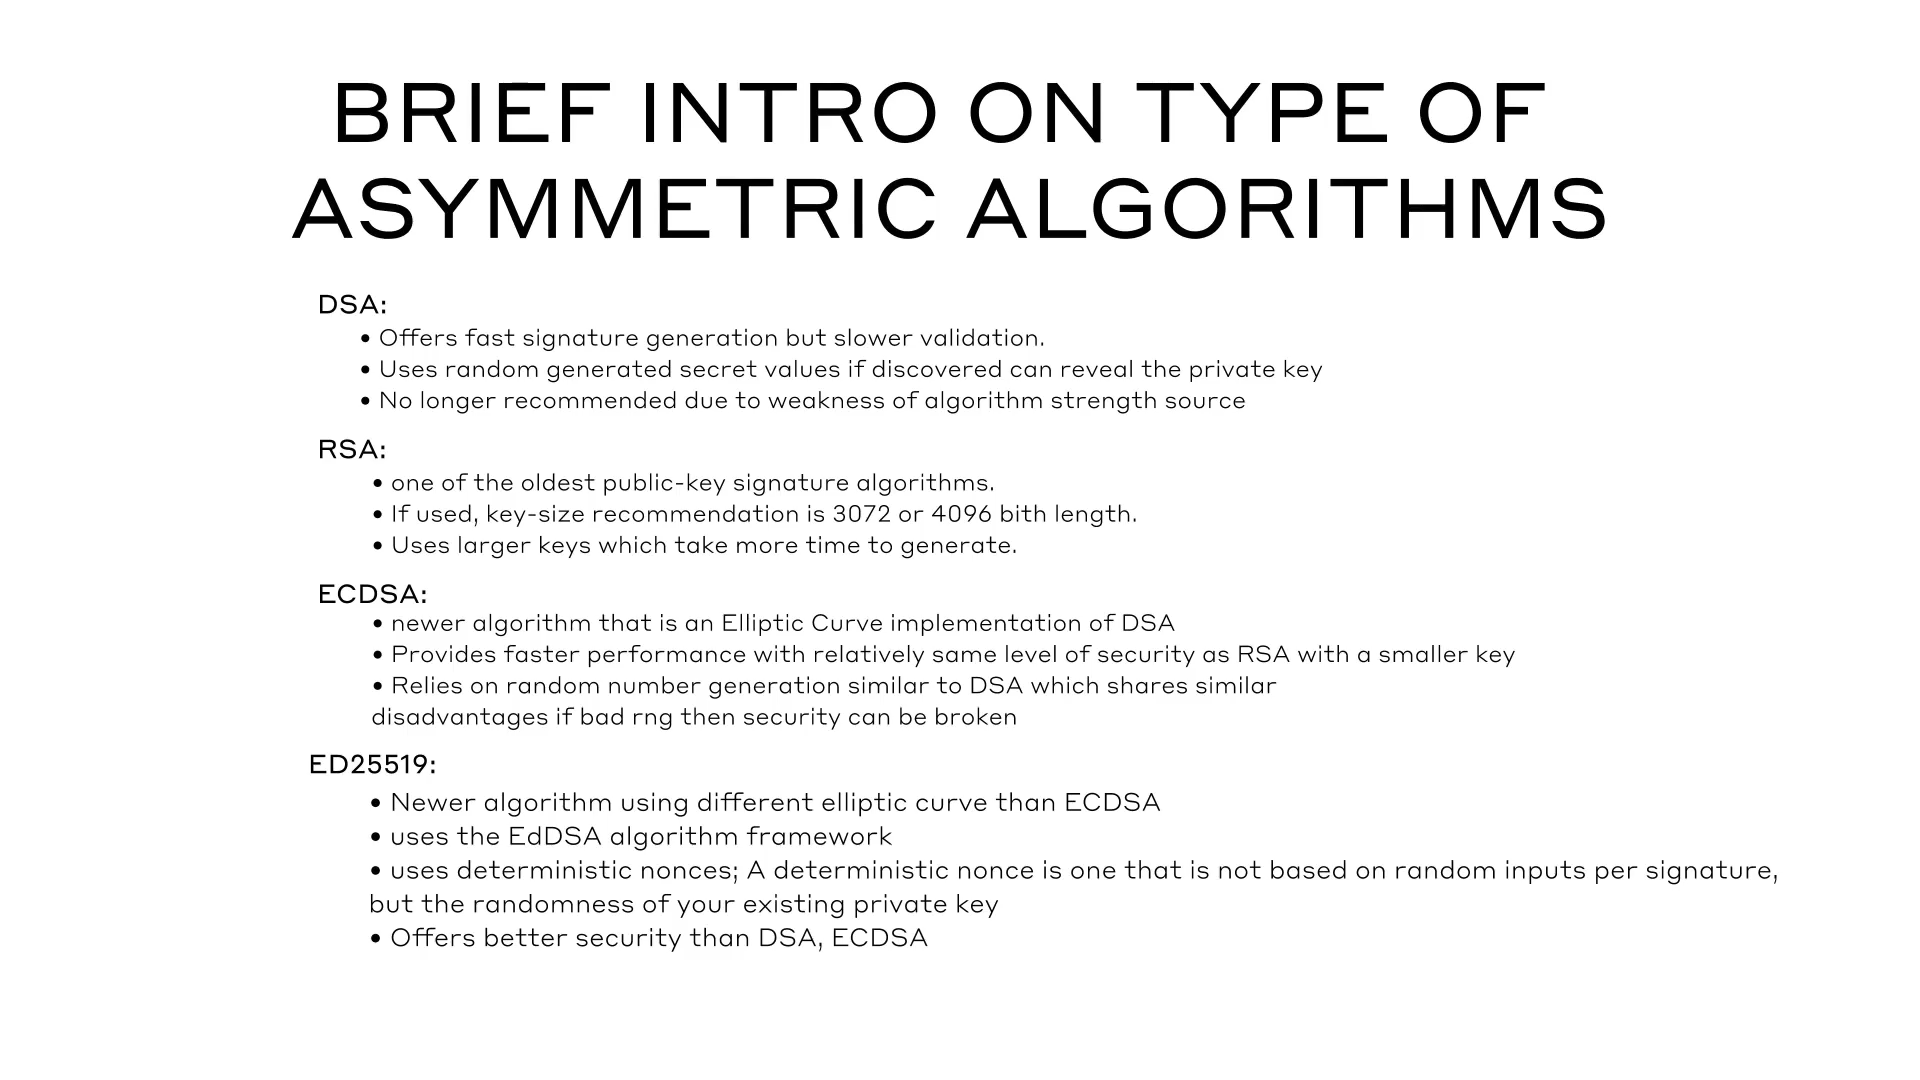 BRIEF INTRO ON TYPE OF
ASYMMETRIC ALGORITHMS
DSA:
• Offers fast signature generation but slower validation.
• Uses random generated secret values if discovered can reveal the private key
• No longer recommended due to weakness of algorithm strength source
RSA:
• one of the oldest public-key signature algorithms.
• If used, key-size recommendation is 3072 or 4096 bith length.
• Uses larger keys which take more time to generate.
ECDSA:
• newer algorithm that is an Elliptic Curve implementation of DSA
• Provides faster performance with relatively same level of security as RSA with a smaller key
• Relies on random number generation similar to DSA which shares similar
disadvantages if bad rng then security can be broken
ED25519:
• Newer algorithm using different elliptic curve than ECDSA
• uses the EdDSA algorithm framework
• uses deterministic nonces; A deterministic nonce is one that is not based on random inputs per signature,
but the randomness of your existing private key
• Offers better security than DSA, ECDSA